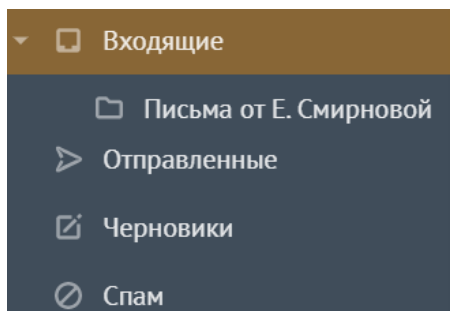 Входящие
Письма от Е. Смирновой
Отправленные
Черновики
Спам